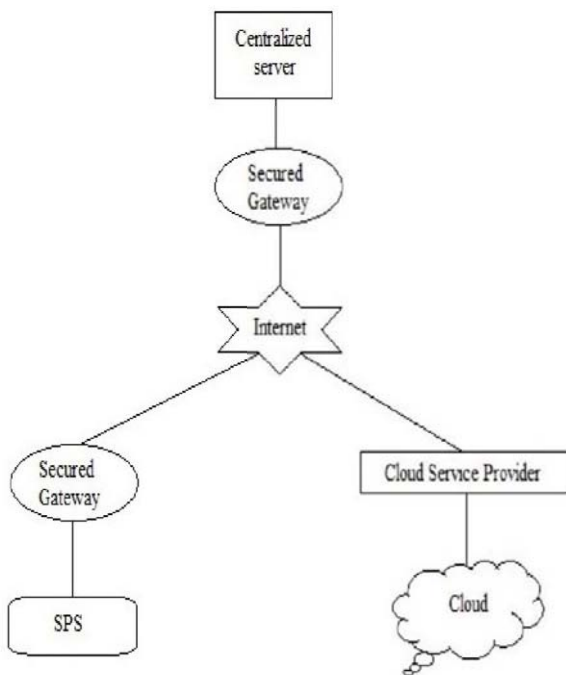 Centralized
server
Secured
Gateway
Internet
Secured
Gateway
Cloud Service Provider
SPS
Cloud